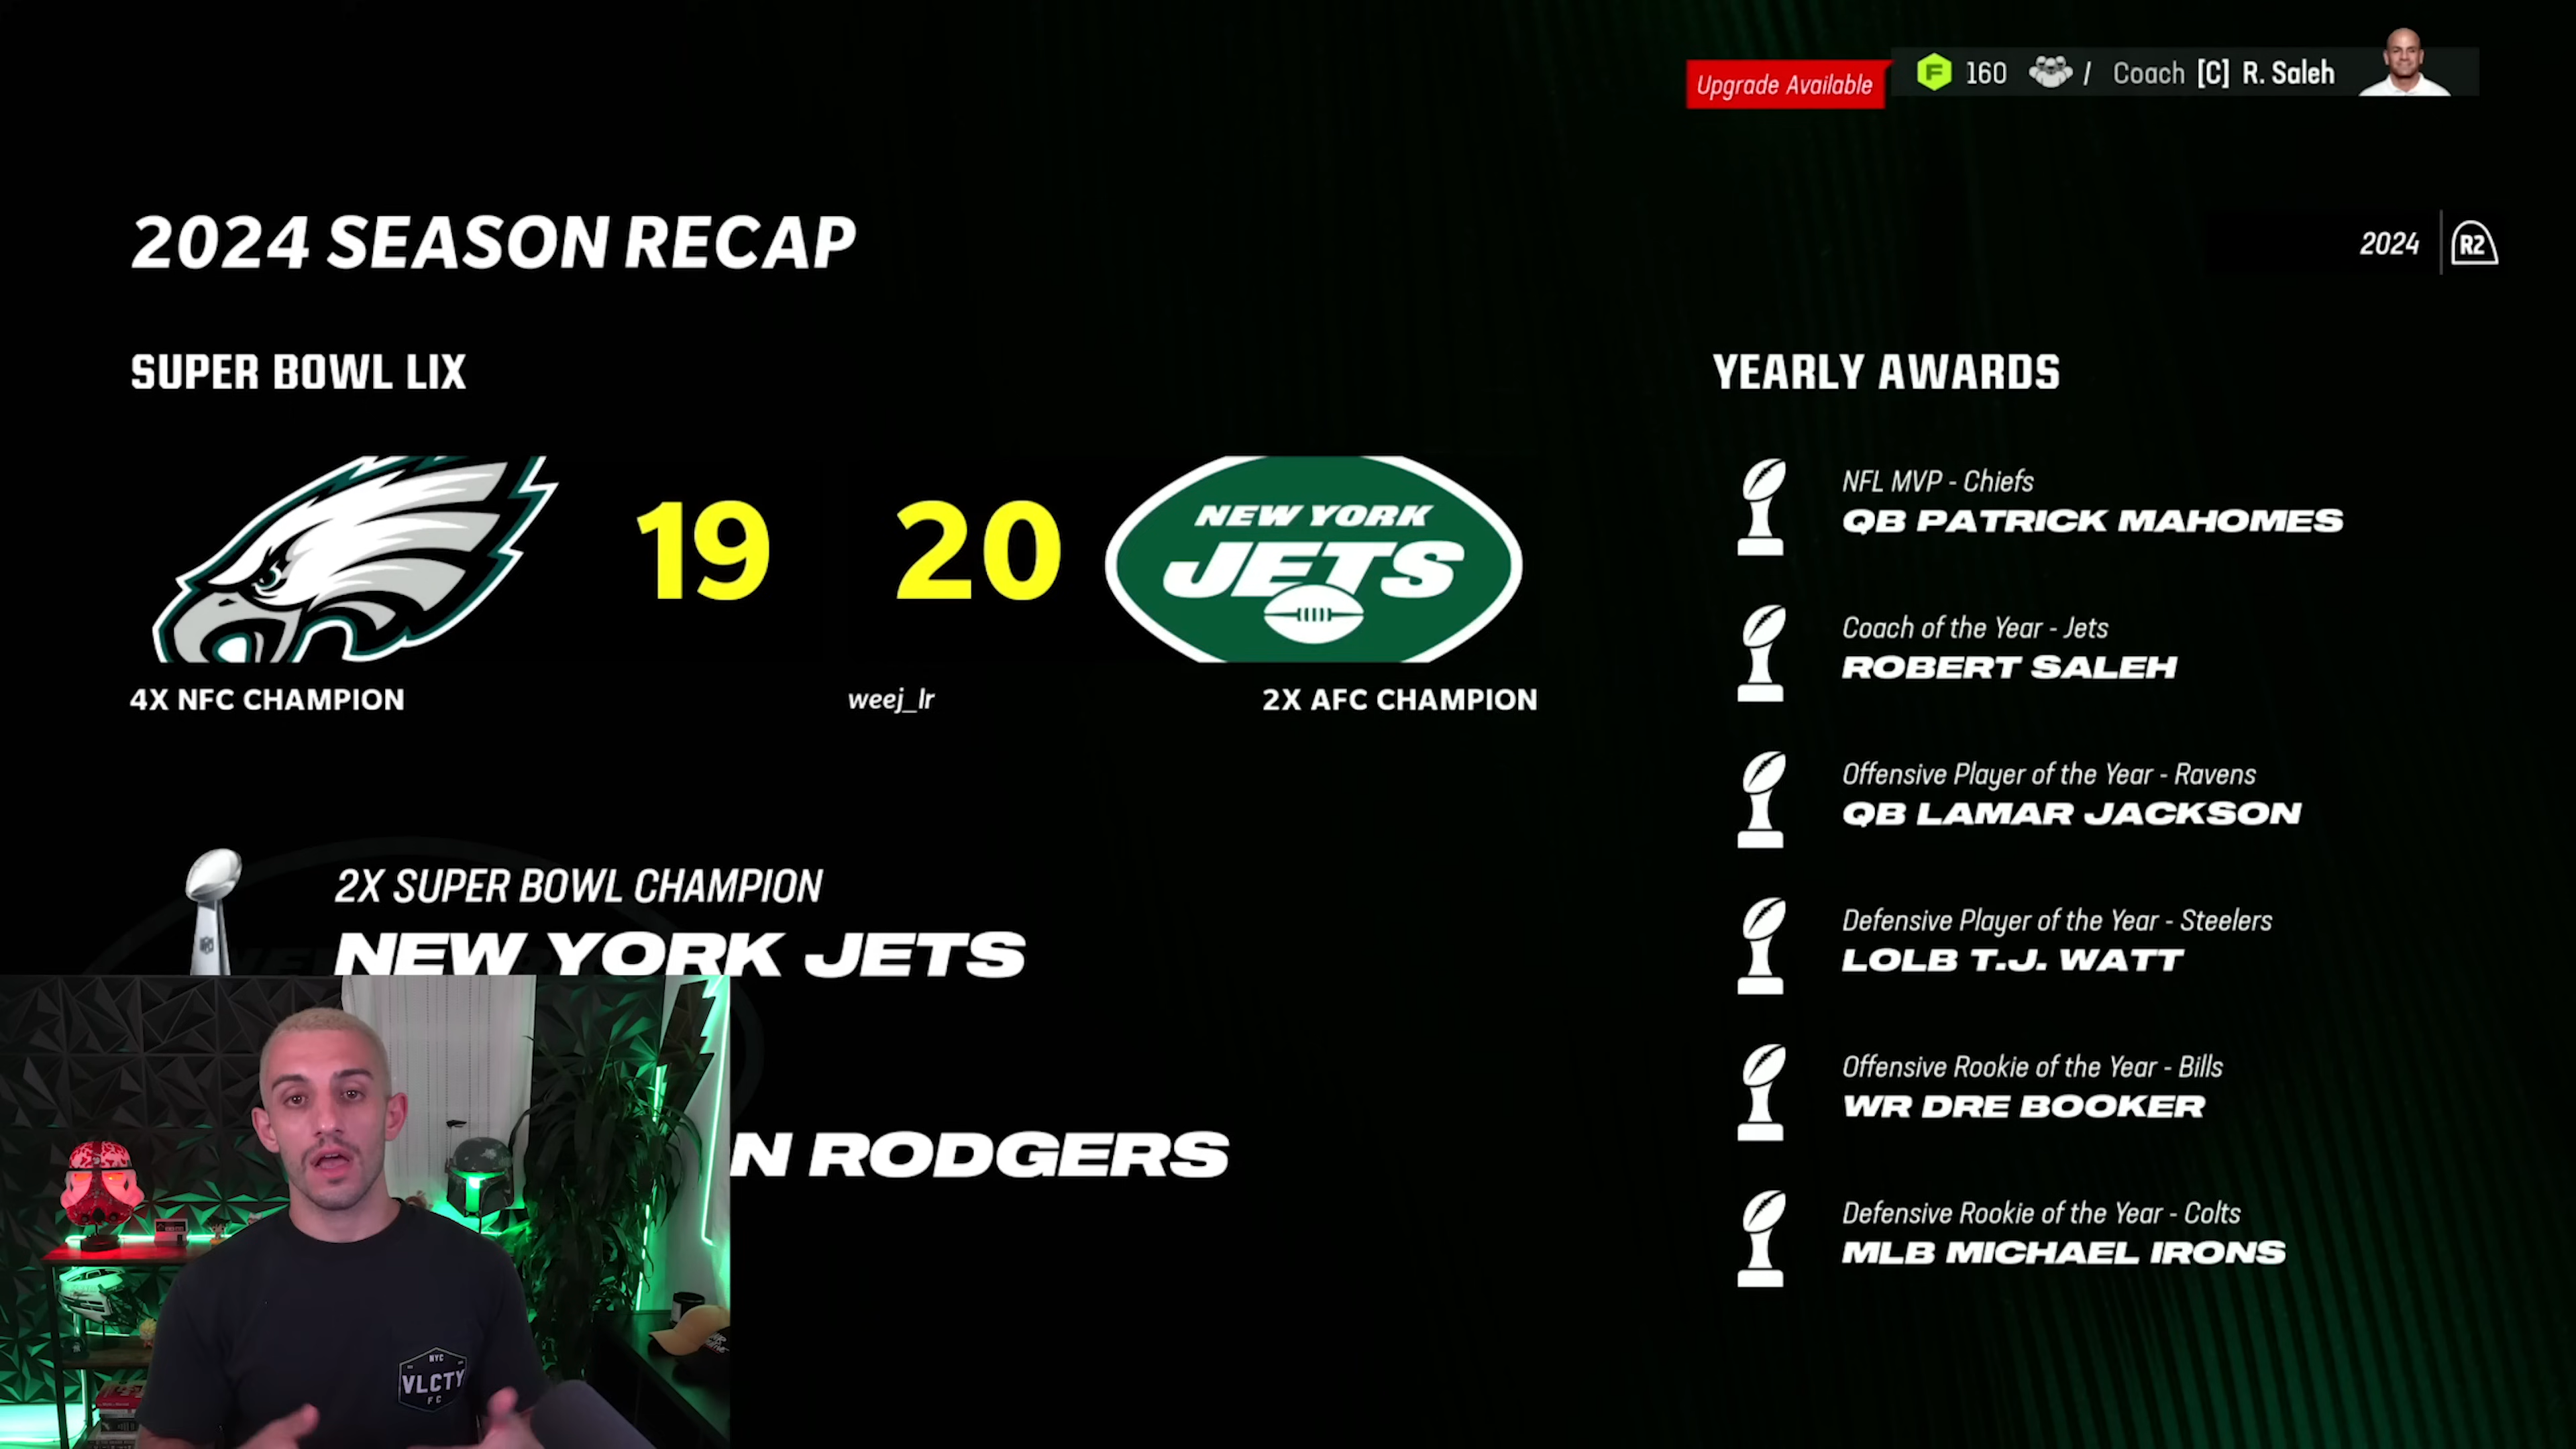 Upgrade Available
160 / Coach [C] R. Saleh
2024 SEASON RECAP
2024 R2
SUPER BOWL LIX
19 20
NEW YORK
JETS
4X NFC CHAMPION
weej_lr
2X AFC CHAMPION
2X SUPER BOWL CHAMPION
NEW YORK JETS
N RODGERS
YEARLY AWARDS
NFL MVP - Chiefs
QB PATRICK MAHOMES
Coach of the Year - Jets
ROBERT SALEH
Offensive Player of the Year - Ravens
QB LAMAR JACKSON
Defensive Player of the Year - Steelers
LOLB T.J. WATT
Offensive Rookie of the Year - Bills
WR DRE BOOKER
Defensive Rookie of the Year - Colts
MLB MICHAEL IRONS
NYC
VLCTY
FC